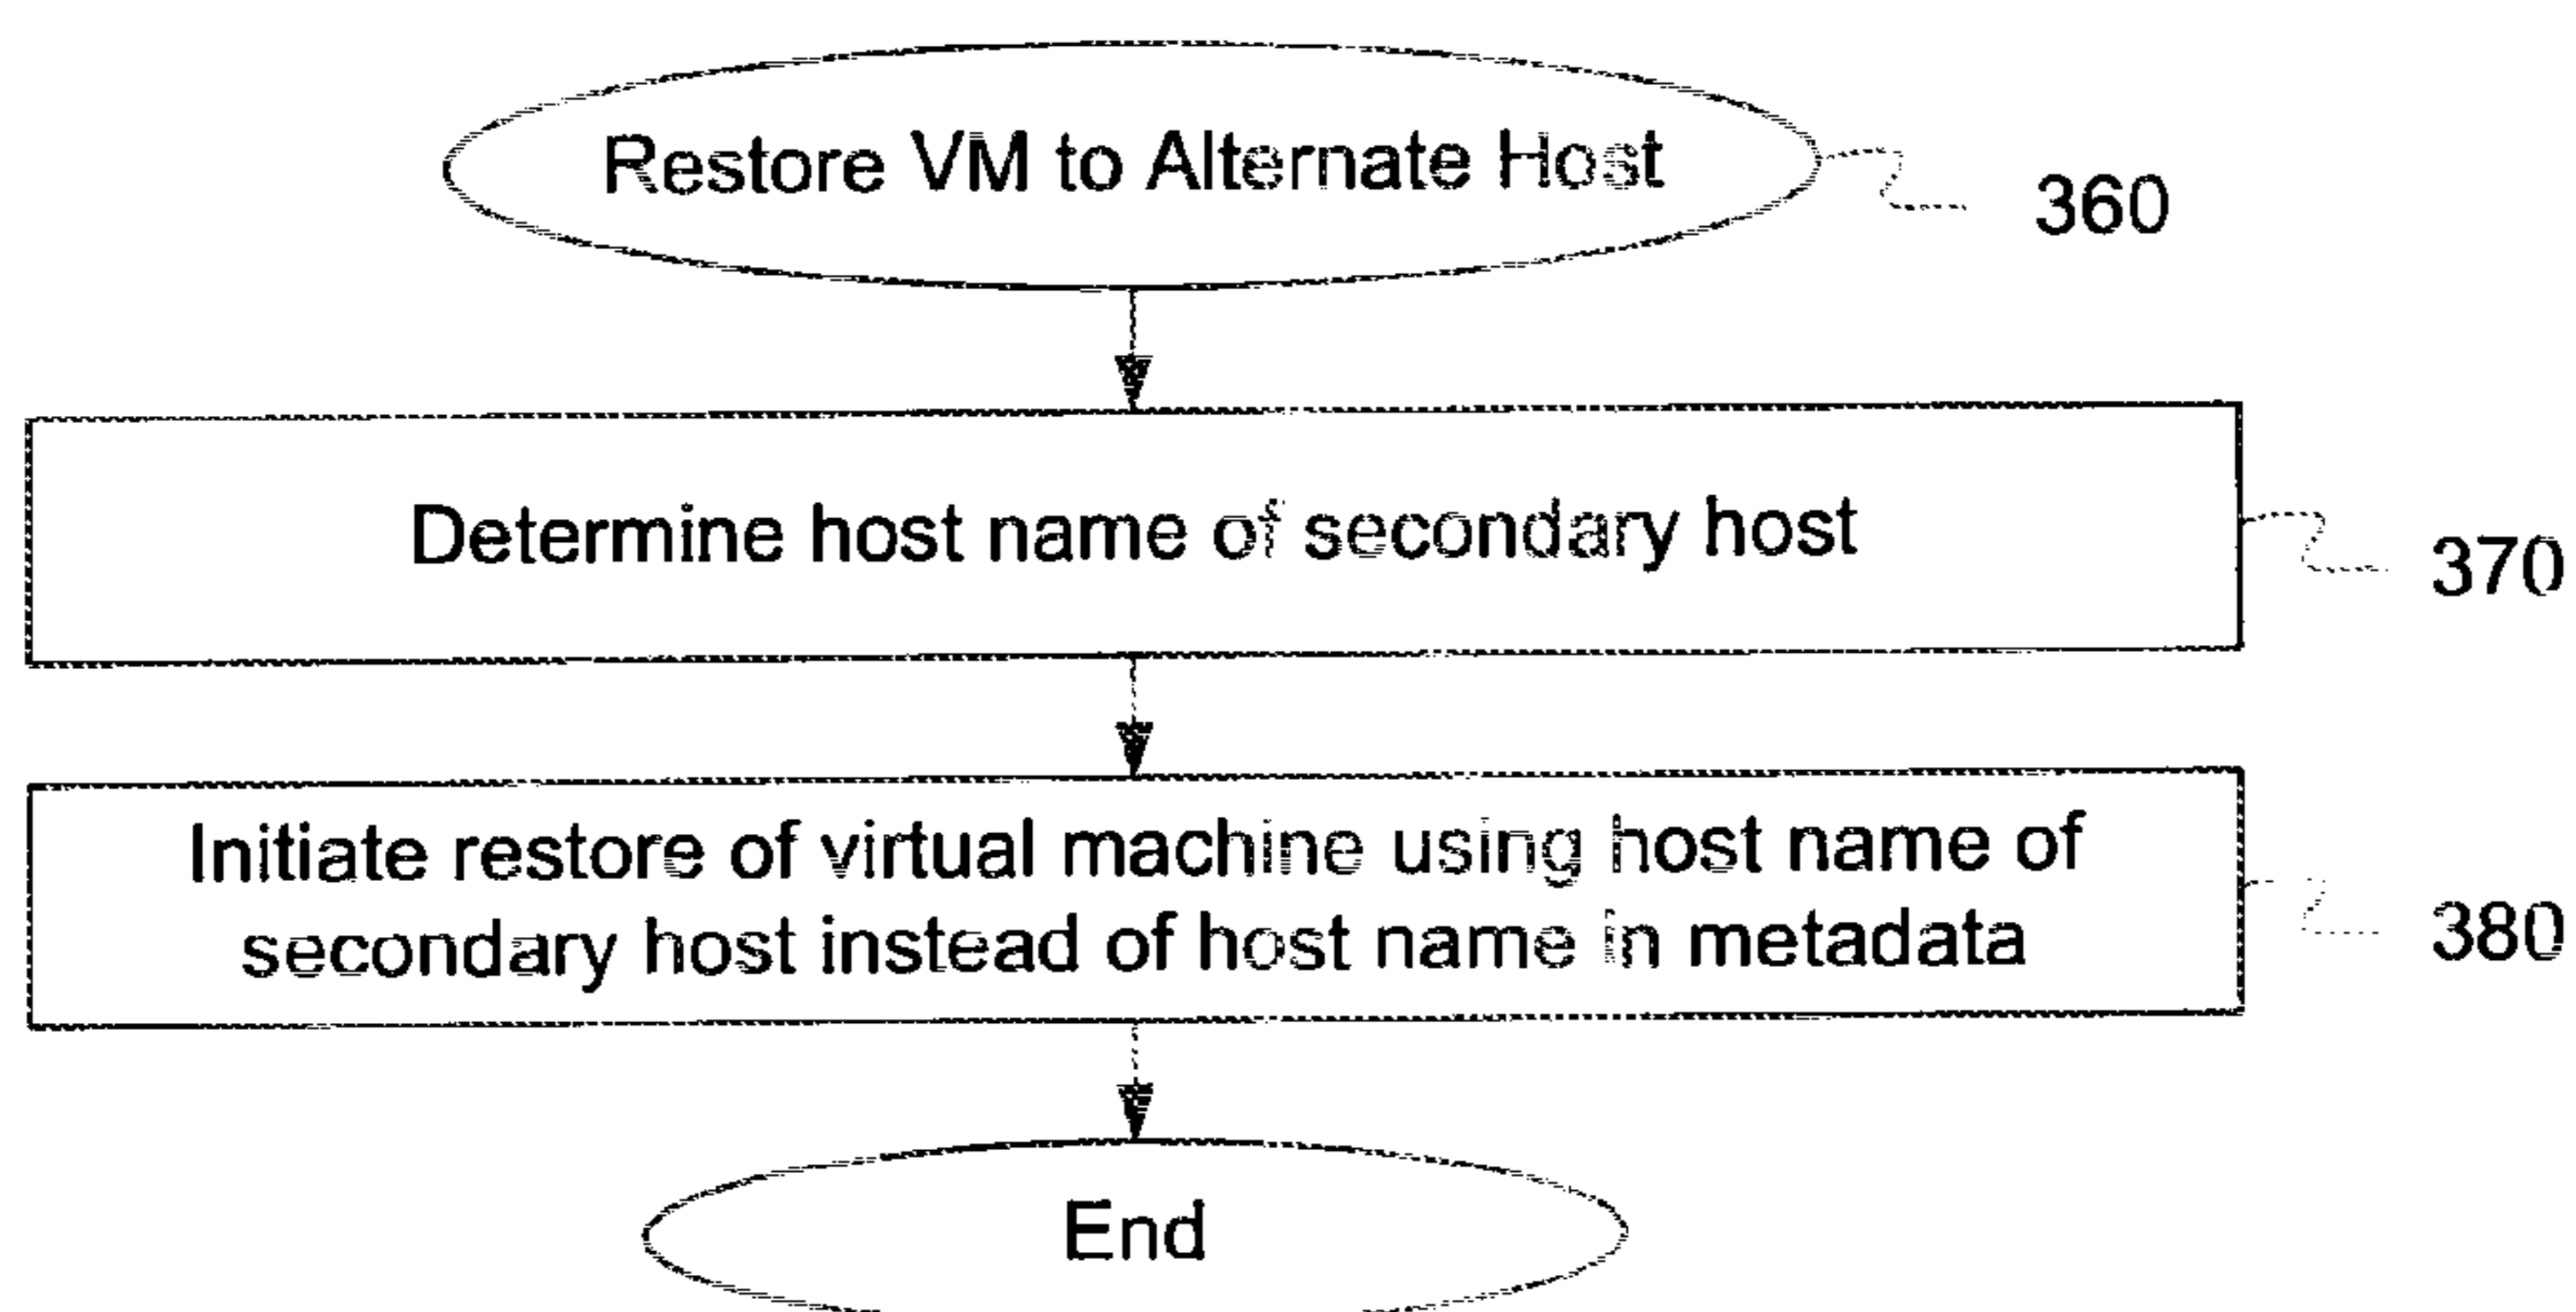 Restore VM to Alternate Host
360
Determine host name of secondary host
370
Initiate restore of virtual machine using host name of
secondary host instead of host name in metadata
380
End